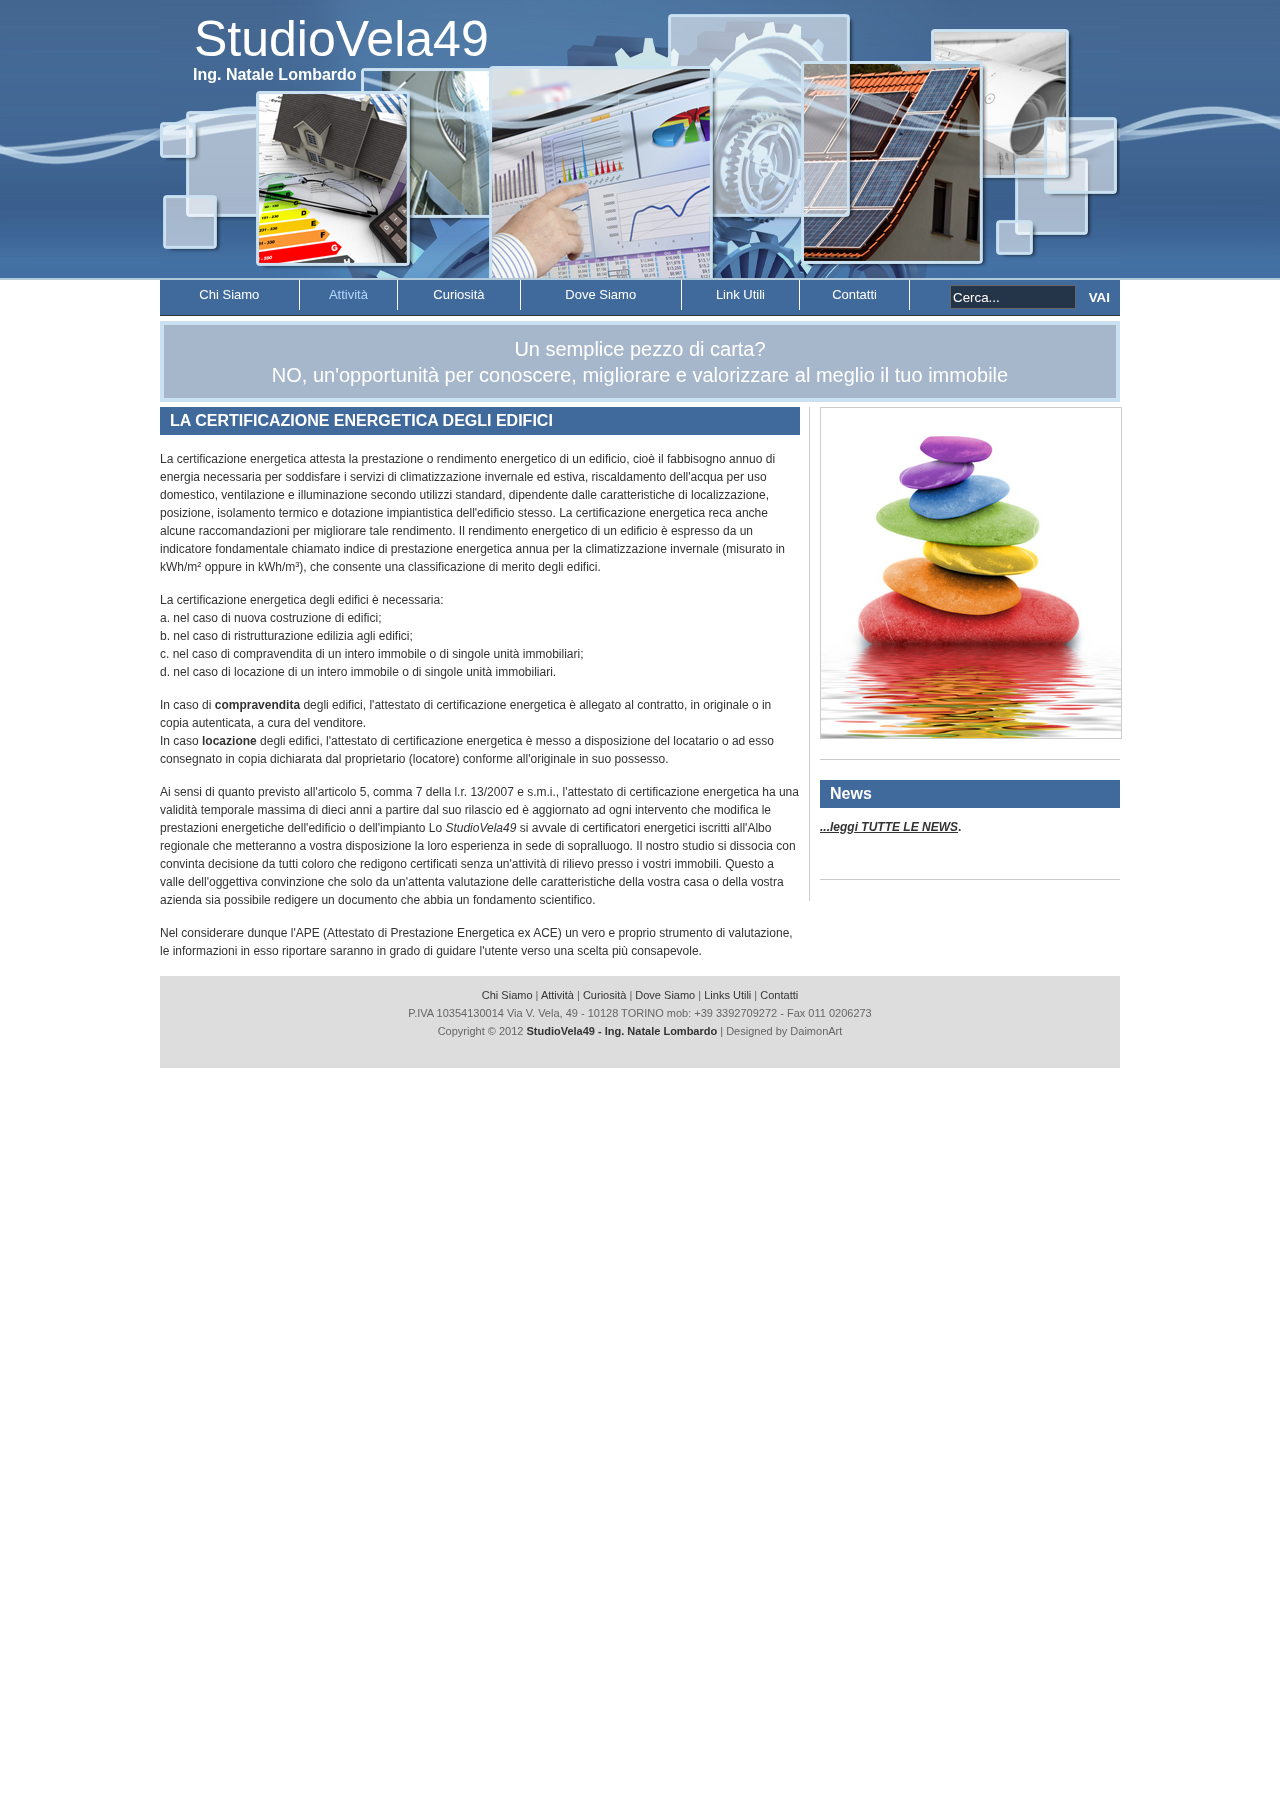 StudioVela49
Ing. Natale Lombardo
Chi Siamo
Attività
Curiosità
Dove Siamo
Link Utili
Contatti
Cerca...
VAI
Un semplice pezzo di carta?
NO, un'opportunità per conoscere, migliorare e valorizzare al meglio il tuo immobile
LA CERTIFICAZIONE ENERGETICA DEGLI EDIFICI
La certificazione energetica attesta la prestazione o rendimento energetico di un edificio, cioè il fabbisogno annuo di
energia necessaria per soddisfare i servizi di climatizzazione invernale ed estiva, riscaldamento dell'acqua per uso
domestico, ventilazione e illuminazione secondo utilizzi standard, dipendente dalle caratteristiche di localizzazione,
posizione, isolamento termico e dotazione impiantistica dell'edificio stesso. La certificazione energetica reca anche
alcune raccomandazioni per migliorare tale rendimento. Il rendimento energetico di un edificio è espresso da un
indicatore fondamentale chiamato indice di prestazione energetica annua per la climatizzazione invernale (misurato in
kWh/m² oppure in kWh/m³), che consente una classificazione di merito degli edifici.
La certificazione energetica degli edifici è necessaria:
a. nel caso di nuova costruzione di edifici;
b. nel caso di ristrutturazione edilizia agli edifici;
c. nel caso di compravendita di un intero immobile o di singole unità immobiliari;
d. nel caso di locazione di un intero immobile o di singole unità immobiliari.
In caso di compravendita degli edifici, l'attestato di certificazione energetica è allegato al contratto, in originale o in
copia autenticata, a cura del venditore.
In caso locazione degli edifici, l'attestato di certificazione energetica è messo a disposizione del locatario o ad esso
consegnato in copia dichiarata dal proprietario (locatore) conforme all'originale in suo possesso.
Ai sensi di quanto previsto all'articolo 5, comma 7 della l.r. 13/2007 e s.m.i., l'attestato di certificazione energetica ha una
validità temporale massima di dieci anni a partire dal suo rilascio ed è aggiornato ad ogni intervento che modifica le
prestazioni energetiche dell'edificio o dell'impianto Lo StudioVela49 si avvale di certificatori energetici iscritti all'Albo
regionale che metteranno a vostra disposizione la loro esperienza in sede di sopralluogo. Il nostro studio si dissocia con
convinta decisione da tutti coloro che redigono certificati senza un'attività di rilievo presso i vostri immobili. Questo a
valle dell'oggettiva convinzione che solo da un'attenta valutazione delle caratteristiche della vostra casa o della vostra
azienda sia possibile redigere un documento che abbia un fondamento scientifico.
Nel considerare dunque l'APE (Attestato di Prestazione Energetica ex ACE) un vero e proprio strumento di valutazione,
le informazioni in esso riportare saranno in grado di guidare l'utente verso una scelta più consapevole.
News
...leggi TUTTE LE NEWS.
Chi Siamo | Attività | Curiosità | Dove Siamo | Links Utili | Contatti
P.IVA 10354130014 Via V. Vela, 49 - 10128 TORINO mob: +39 3392709272 - Fax 011 0206273
Copyright © 2012 StudioVela49 - Ing. Natale Lombardo | Designed by DaimonArt